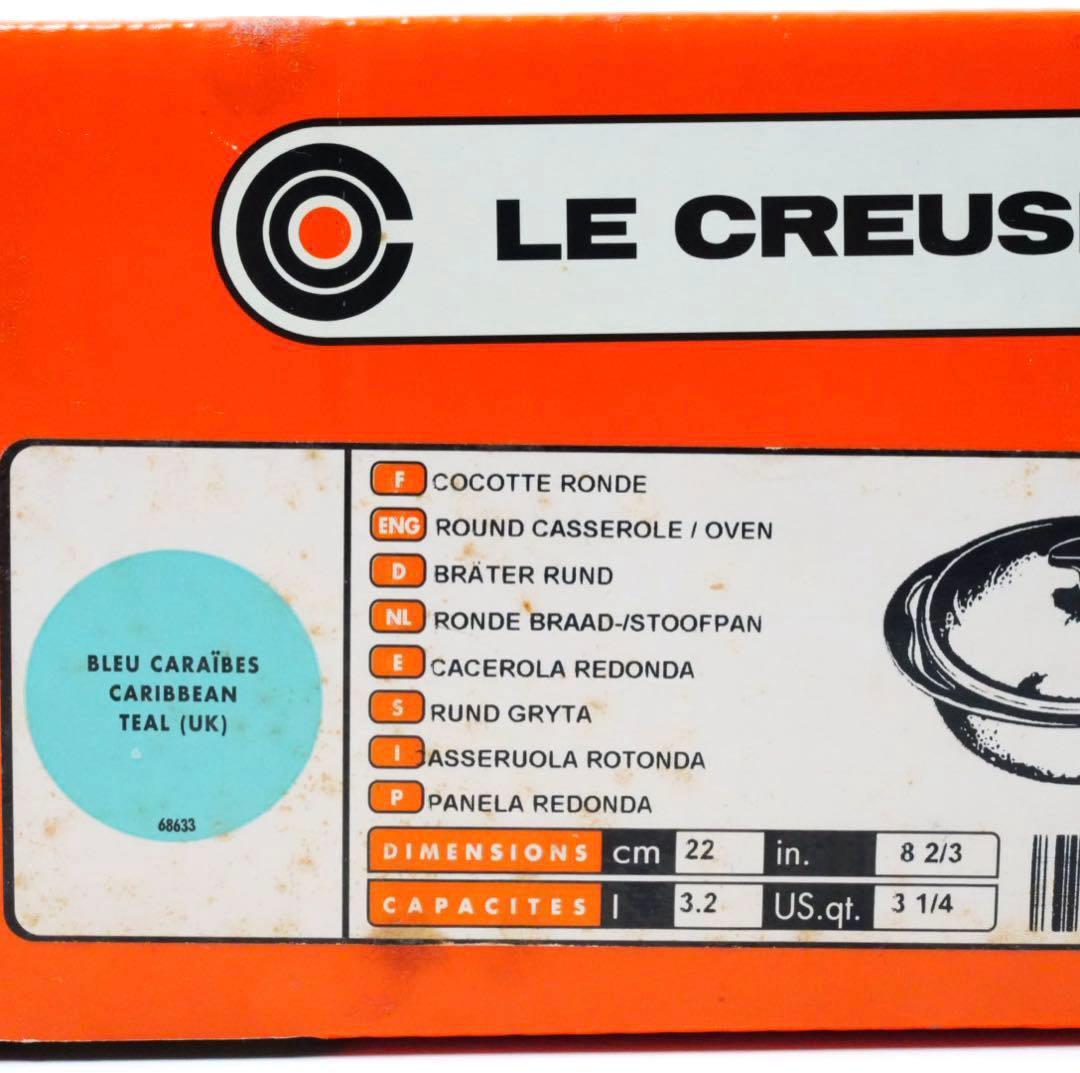 LE CREUS
F COCOTTE RONDE
ENG ROUND CASSEROLE / OVEN
D BRÄTER RUND
NL RONDE BRAAD-/STOOFPAN
E CACEROLA REDONDA
S RUND GRYTA
I CASSERUOLA ROTONDA
P PANELA REDONDA
BLEU CARAÏBES
CARIBBEAN
TEAL (UK)
68633
DIMENSIONS cm 22 in. 8 2/3
CAPACITES l 3.2 US.qt. 3 1/4